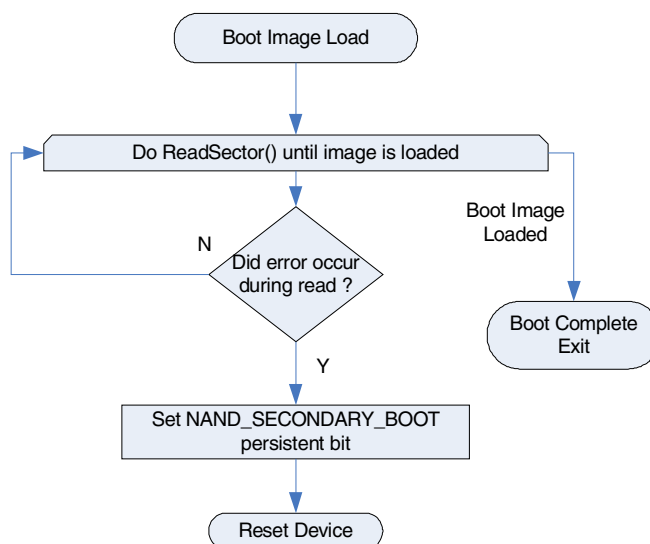 Boot Image Load
Do ReadSector() until image is loaded
Boot Image
Loaded
N
Did error occur
during read ?
Boot Complete
Exit
Y
Set NAND_SECONDARY_BOOT
persistent bit
Reset Device